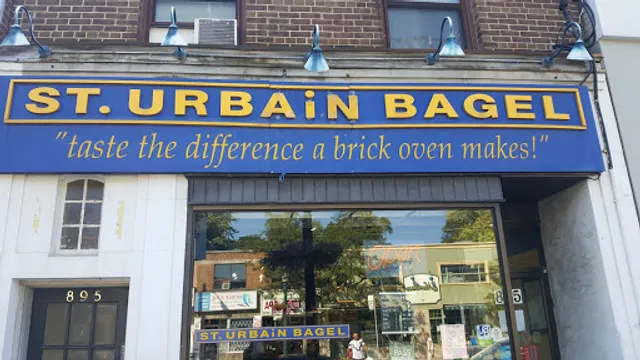 ST. URBAiN BAGEL
"taste the difference a brick oven makes!"
895
ST. URBAiN BAGEL